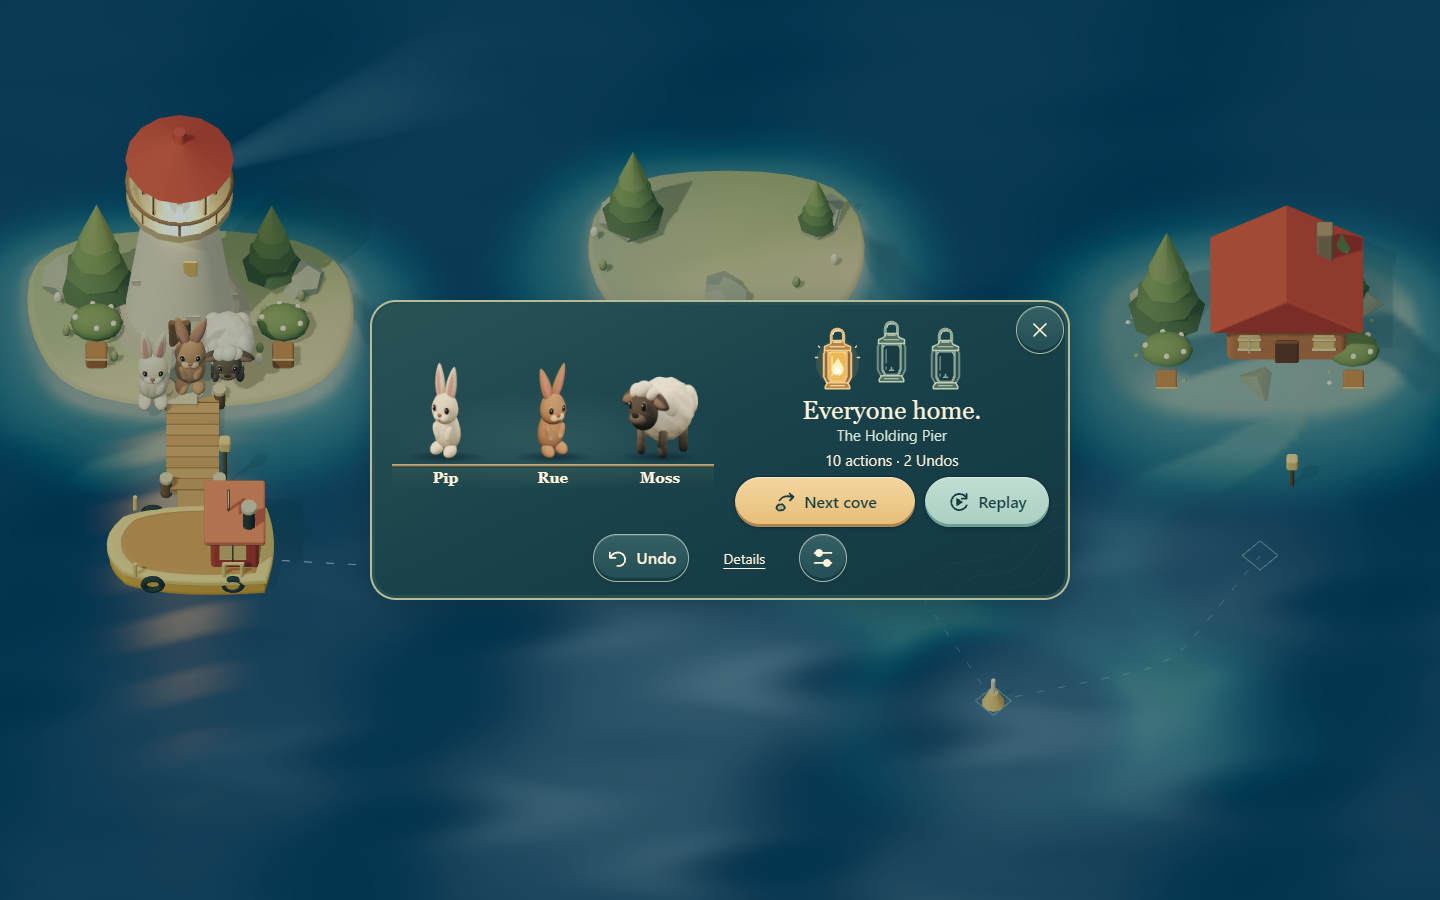 Everyone home.
The Holding Pier
10 actions · 2 Undos
Pip
Rue
Moss
Next cove
Replay
Undo
Details